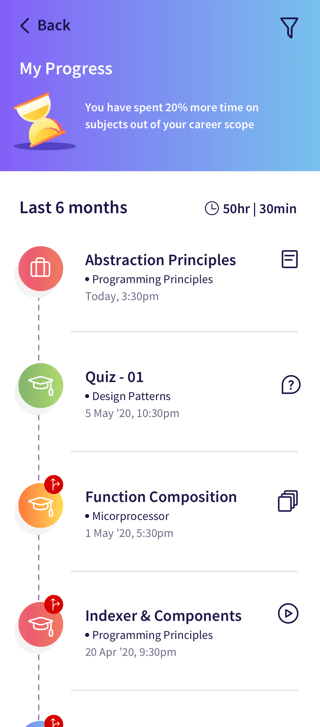 Back
My Progress
You have spent 20% more time on
subjects out of your career scope
Last 6 months
50hr | 30min
Abstraction Principles
• Programming Principles
Today, 3:30pm
Quiz - 01
• Design Patterns
5 May '20, 10:30pm
?
Function Composition
• Micorprocessor
1 May '20, 5:30pm
Indexer & Components
• Programming Principles
20 Apr '20, 9:30pm